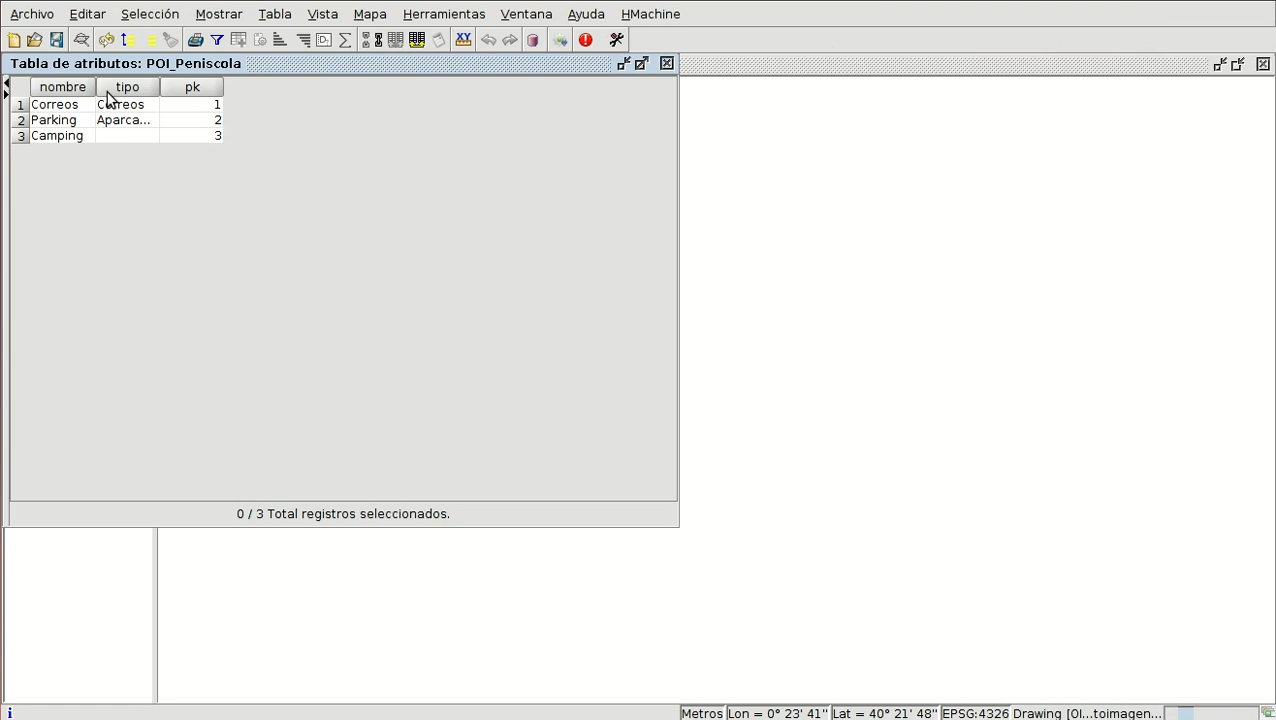 Archivo Editar Selección Mostrar Tabla Vista Mapa Herramientas Ventana Ayuda HMachine
Tabla de atributos: POI_Peniscola
nombre tipo pk
1 Correos Correos 1
2 Parking Aparca... 2
3 Camping 3
0 / 3 Total registros seleccionados.
Metros Lon = 0° 23' 41'' Lat = 40° 21' 48'' EPSG:4326 Drawing [0I...toimagen...